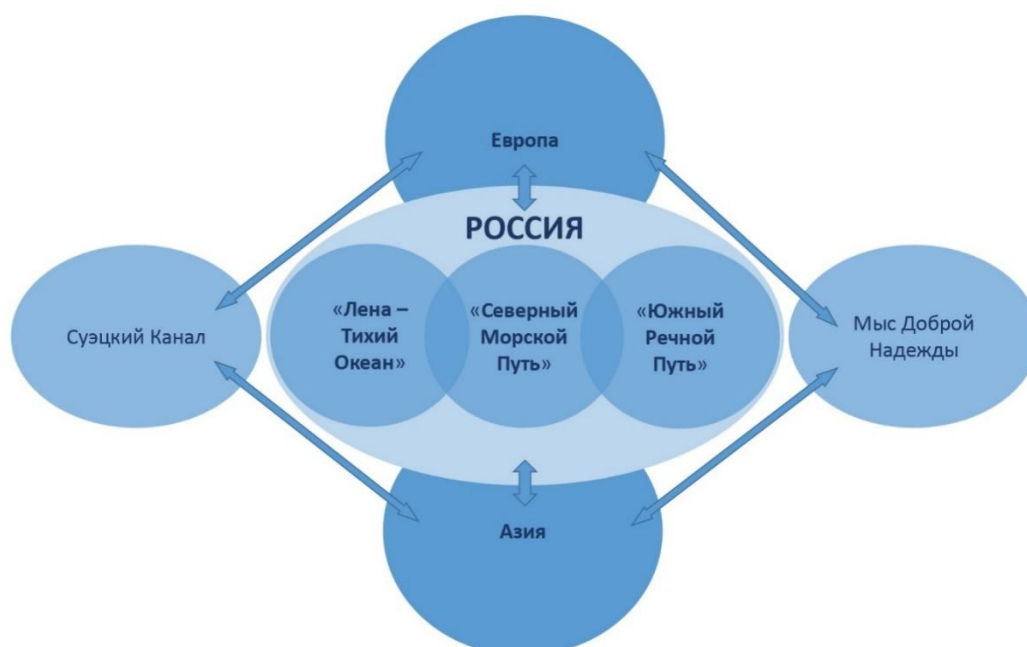 Европа
РОССИЯ
Суэцкий Канал
«Лена –
Тихий
Океан»
«Северный
Морской
Путь»
«Южный
Речной
Путь»
Мыс Доброй
Надежды
Азия